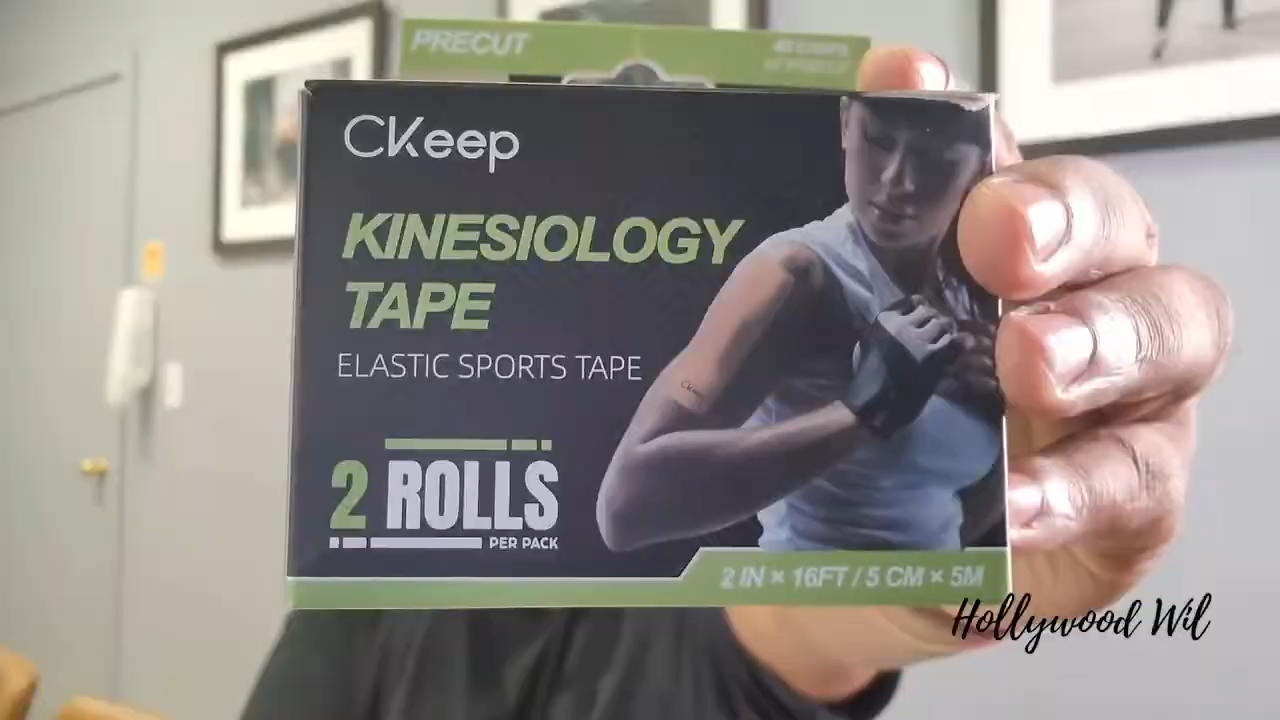 PRECUT
CKeep
KINESIOLOGY
TAPE
ELASTIC SPORTS TAPE
2 ROLLS
PER PACK
2 IN × 16FT / 5 CM × 5M
Hollywood Wil